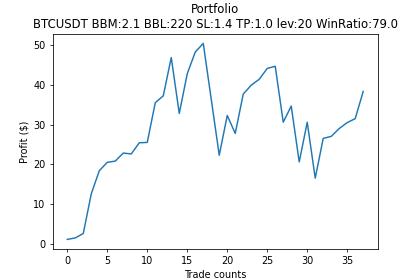 Portfolio
BTCUSDT BBM:2.1 BBL:220 SL:1.4 TP:1.0 lev:20 WinRatio:79.0
50
40
30
20
10
0
Profit ($)
0 5 10 15 20 25 30 35
Trade counts